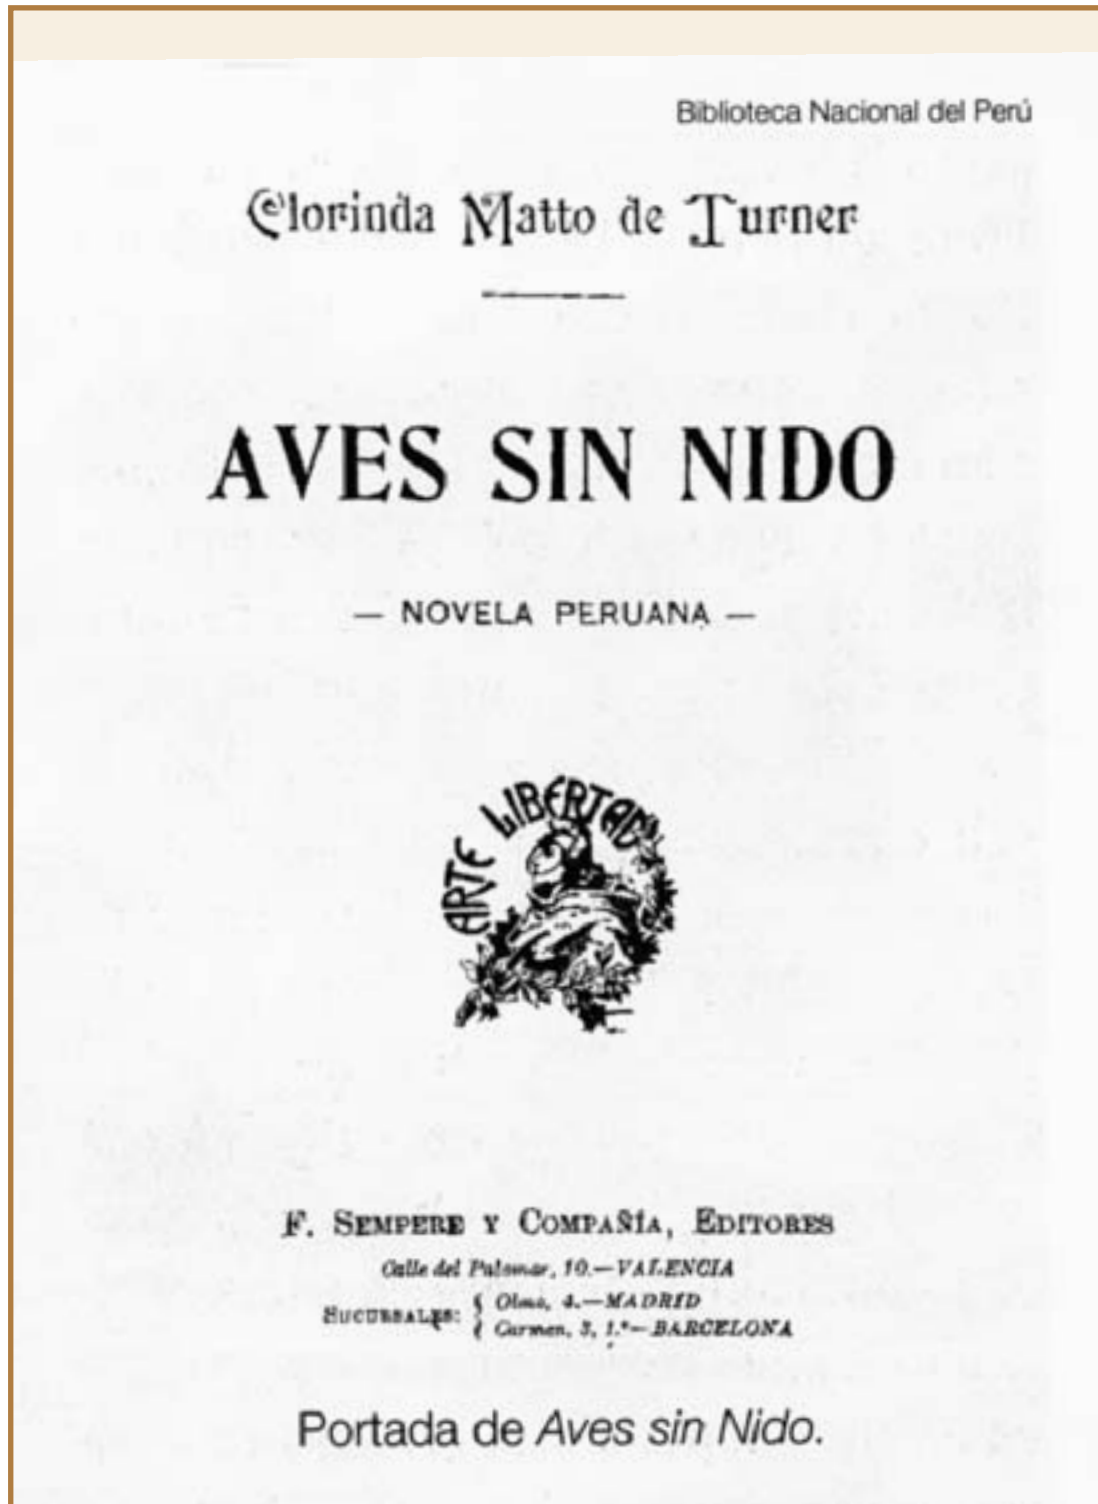 Biblioteca Nacional del Perú
Clorinda Matto de Turner
AVES SIN NIDO
— NOVELA PERUANA —
ARTE LIBERTAD
F. SEMPERE Y COMPAÑÍA, EDITORES
Calle del Palomar, 10.—VALENCIA
SUCURSALES: { Olmo, 4.—MADRID
{ Carmen, 3, 1.º—BARCELONA
Portada de Aves sin Nido.